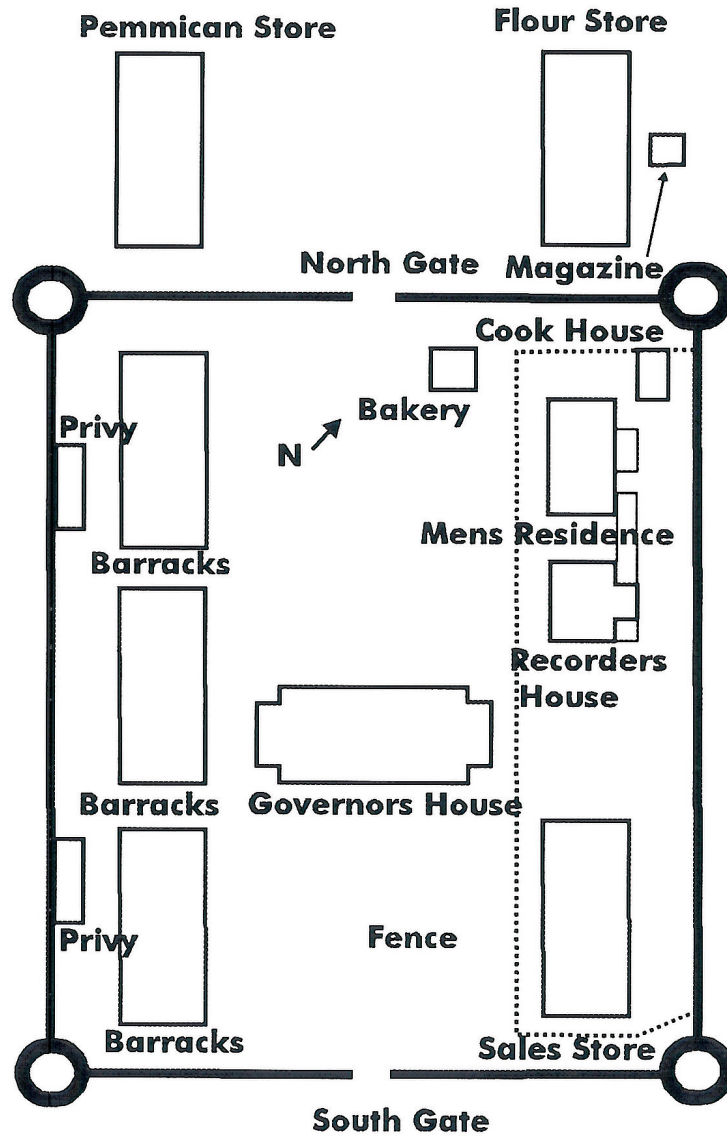 Pemmican Store
Flour Store
North Gate
Magazine
Cook House
Bakery
Privy
N
Mens Residence
Barracks
Recorders
House
Barracks
Governors House
Privy
Fence
Barracks
Sales Store
South Gate